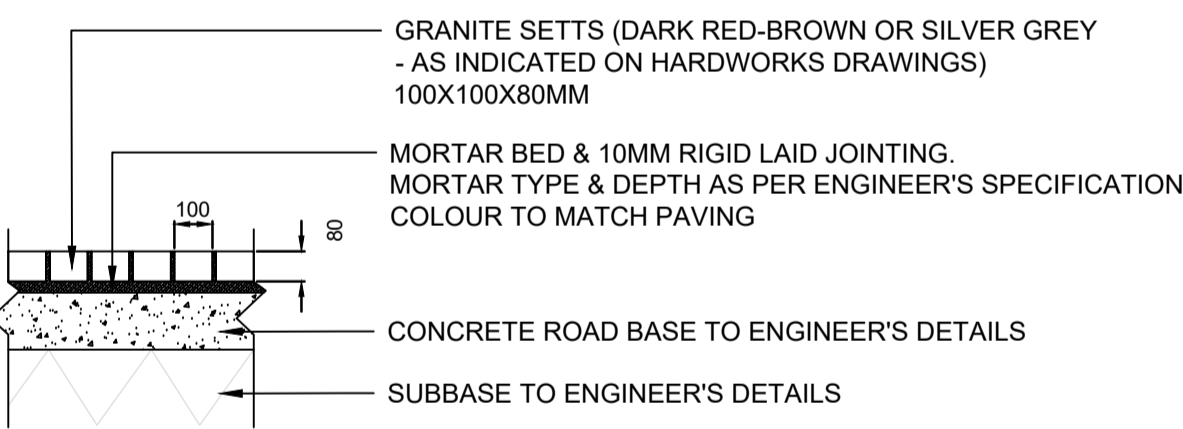 GRANITE SETTS (DARK RED-BROWN OR SILVER GREY
- AS INDICATED ON HARDWORKS DRAWINGS)
100X100X80MM
MORTAR BED & 10MM RIGID LAID JOINTING.
MORTAR TYPE & DEPTH AS PER ENGINEER'S SPECIFICATION
COLOUR TO MATCH PAVING
100
80
CONCRETE ROAD BASE TO ENGINEER'S DETAILS
SUBBASE TO ENGINEER'S DETAILS